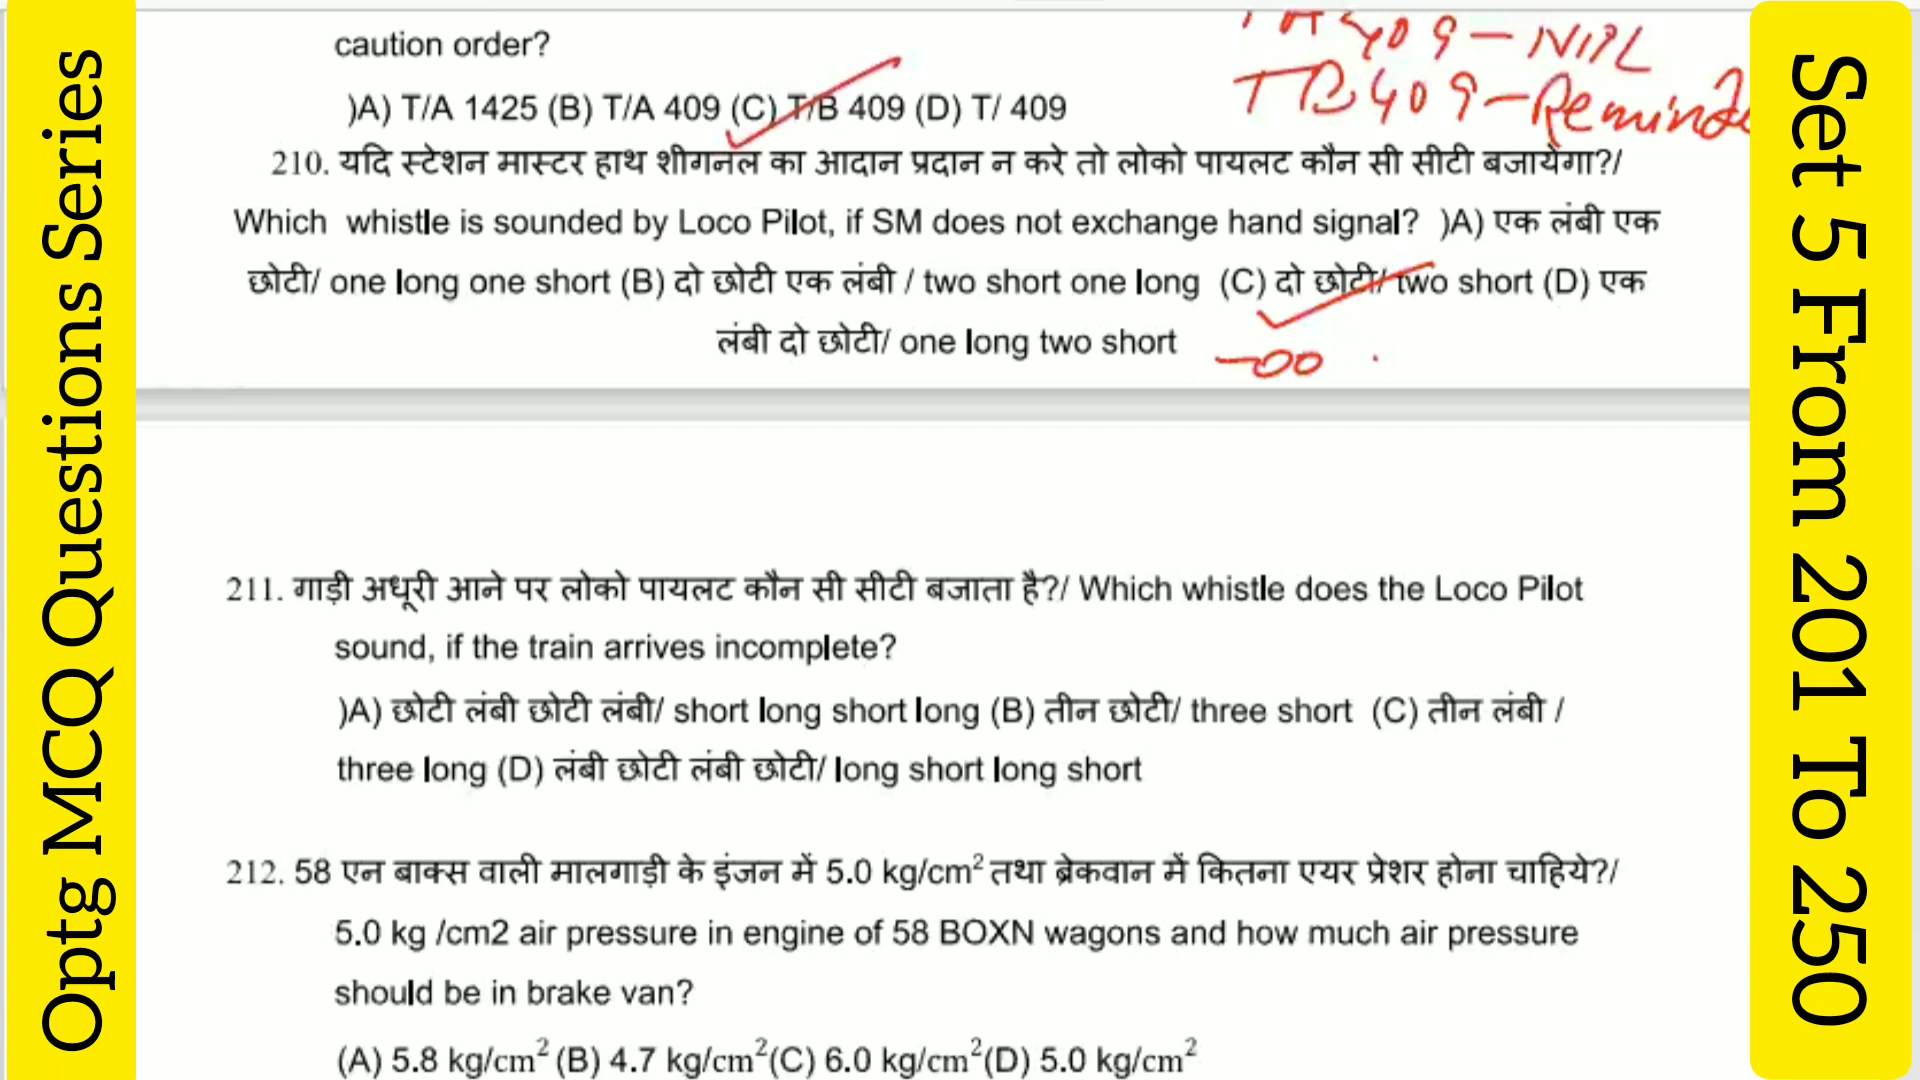 Optg MCQ Questions Series
caution order?
)A) T/A 1425 (B) T/A 409 (C) T/B 409 (D) T/ 409
TA 409 - NIL
TB 409 - Reminder
210. यदि स्टेशन मास्टर हाथ शीगनल का आदान प्रदान न करे तो लोको पायलट कौन सी सीटी बजायेगा?/
Which whistle is sounded by Loco Pilot, if SM does not exchange hand signal? )A) एक लंबी एक
छोटी/ one long one short (B) दो छोटी एक लंबी / two short one long (C) दो छोटी/ two short (D) एक
लंबी दो छोटी/ one long two short
-00
211. गाड़ी अधूरी आने पर लोको पायलट कौन सी सीटी बजाता है?/ Which whistle does the Loco Pilot
sound, if the train arrives incomplete?
)A) छोटी लंबी छोटी लंबी/ short long short long (B) तीन छोटी/ three short (C) तीन लंबी /
three long (D) लंबी छोटी लंबी छोटी/ long short long short
212. 58 एन बाक्स वाली मालगाड़ी के इंजन में 5.0 kg/cm² तथा ब्रेकवान में कितना एयर प्रेशर होना चाहिये?/
5.0 kg /cm2 air pressure in engine of 58 BOXN wagons and how much air pressure
should be in brake van?
(A) 5.8 kg/cm² (B) 4.7 kg/cm²(C) 6.0 kg/cm²(D) 5.0 kg/cm²
Set 5 From 201 To 250